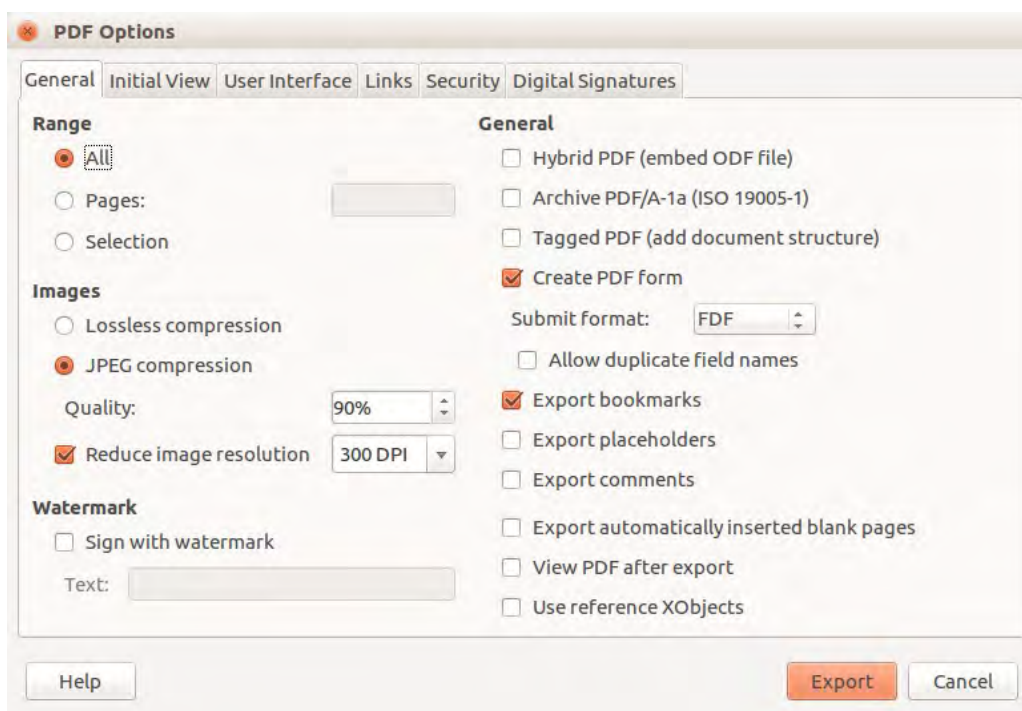 PDF Options
General Initial View User Interface Links Security Digital Signatures
Range
All
Pages:
Selection
Images
Lossless compression
JPEG compression
Quality: 90%
Reduce image resolution 300 DPI
Watermark
Sign with watermark
Text:
General
Hybrid PDF (embed ODF file)
Archive PDF/A-1a (ISO 19005-1)
Tagged PDF (add document structure)
Create PDF form
Submit format: FDF
Allow duplicate field names
Export bookmarks
Export placeholders
Export comments
Export automatically inserted blank pages
View PDF after export
Use reference XObjects
Help Export Cancel